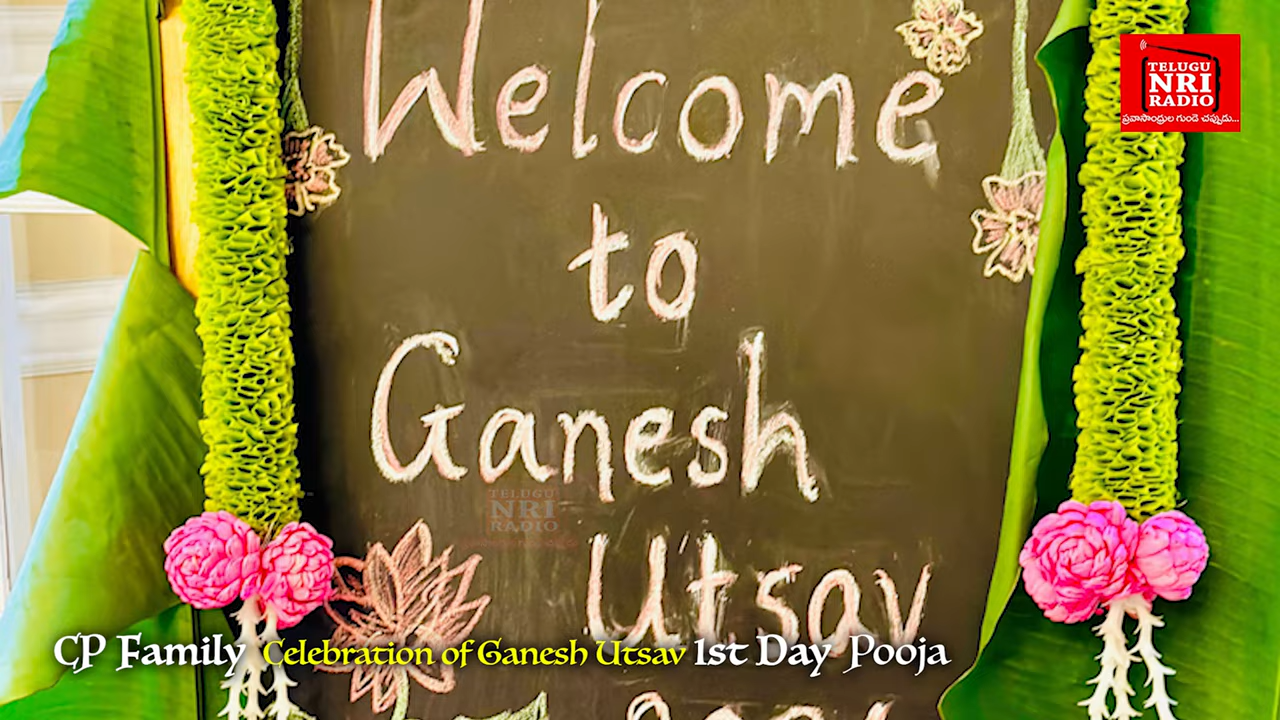 Welcome
to
Ganesh
Utsav
TELUGU
NRI
RADIO
ప్రవాసాంధ్రుల గుండె చప్పుడు...
TELUGU
NRI
RADIO
CP Family Celebration of Ganesh Utsav 1st Day Pooja